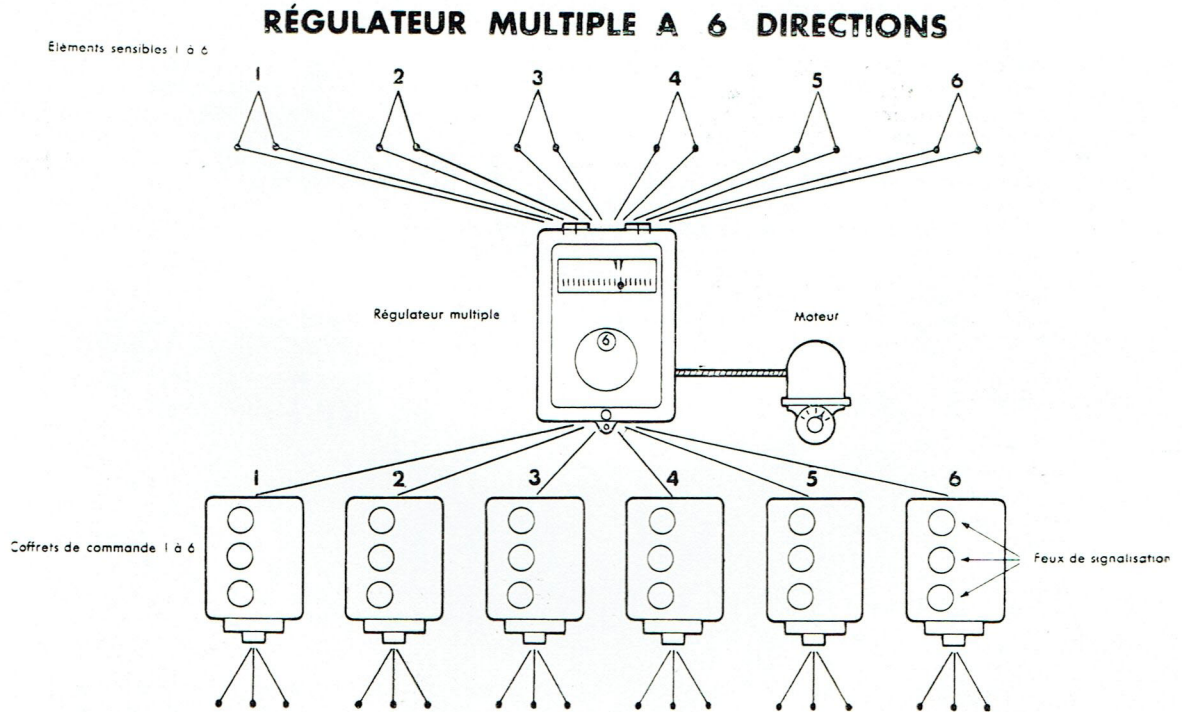 RÉGULATEUR MULTIPLE A 6 DIRECTIONS
Eléments sensibles 1 à 6
1 2 3 4 5 6
Régulateur multiple
Moteur
6
1 2 3 4 5 6
Coffrets de commande 1 à 6
Feux de signalisation